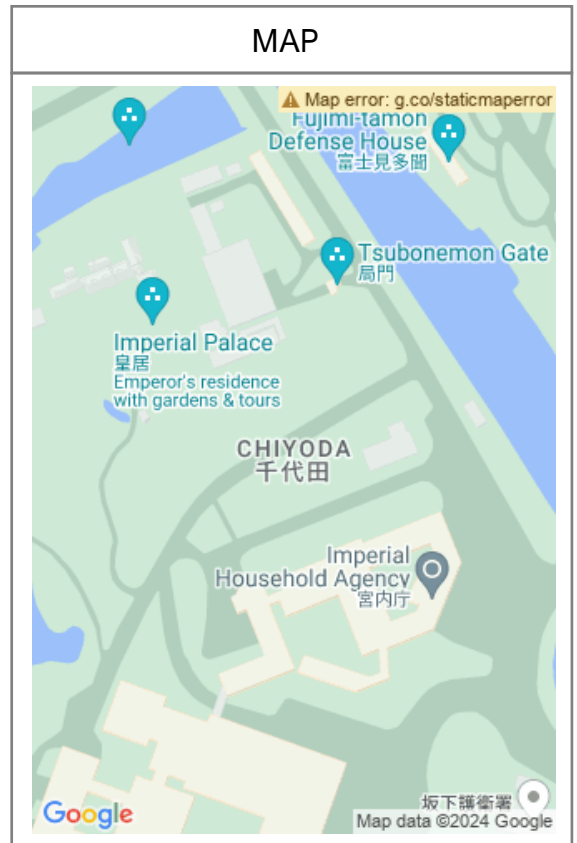 MAP
Map error: g.co/staticmaperror
Fujimi-tamon
Defense House
富士見多聞
Tsubonemon Gate
局門
Imperial Palace
皇居
Emperor's residence
with gardens & tours
CHIYODA
千代田
Imperial
Household Agency
宮内庁
坂下護衛署
Google
Map data ©2024 Google